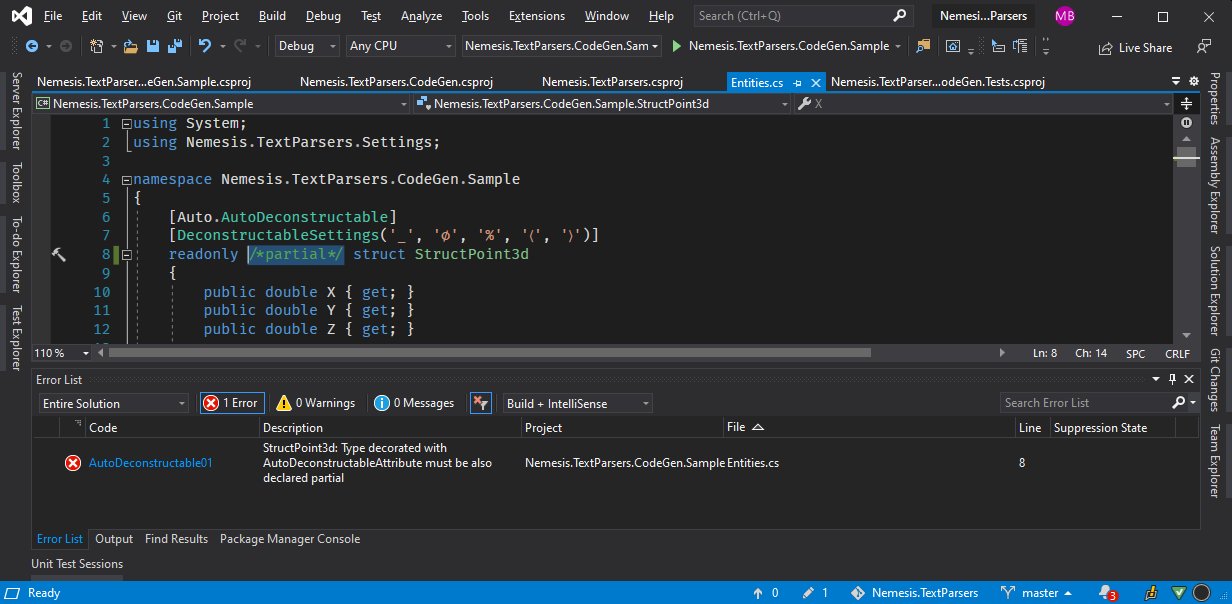 File Edit View Git Project Build Debug Test Analyze Tools Extensions Window Help Search (Ctrl+Q) Nemesi...Parsers MB
Debug Any CPU Nemesis.TextParsers.CodeGen.Sam Nemesis.TextParsers.CodeGen.Sample Live Share
Nemesis.TextParsers...eGen.Sample.csproj Nemesis.TextParsers.CodeGen.csproj Nemesis.TextParsers.csproj Entities.cs Nemesis.TextParser...odeGen.Tests.csproj
C# Nemesis.TextParsers.CodeGen.Sample Nemesis.TextParsers.CodeGen.Sample.StructPoint3d X
1 using System;
2 using Nemesis.TextParsers.Settings;
3
4 namespace Nemesis.TextParsers.CodeGen.Sample
5 {
6 [Auto.AutoDeconstructable]
7 [DeconstructableSettings('_', '∅', '%', '⟨', '⟩')]
8 readonly /*partial*/ struct StructPoint3d
9 {
10 public double X { get; }
11 public double Y { get; }
12 public double Z { get; }
110 % Ln: 8 Ch: 14 SPC CRLF
Server Explorer
Toolbox
To-do Explorer
Test Explorer
Properties
Assembly Explorer
Solution Explorer
Git Changes
Team Explorer
Error List
Entire Solution 1 Error 0 Warnings 0 Messages Build + IntelliSense Search Error List
Code Description Project File Line Suppression State
AutoDeconstructable01 StructPoint3d: Type decorated with
AutoDeconstructableAttribute must be also
declared partial
Nemesis.TextParsers.CodeGen.Sample Entities.cs 8
Error List Output Find Results Package Manager Console
Unit Test Sessions
Ready 0 1 Nemesis.TextParsers master 3